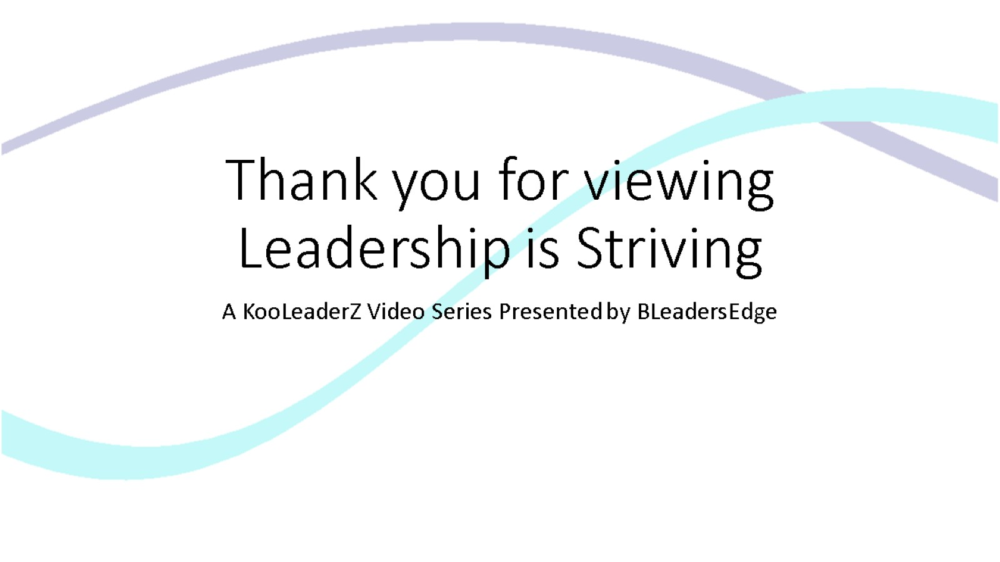 Thank you for viewing
Leadership is Striving
A KooLeaderZ Video Series Presented by BLeadersEdge